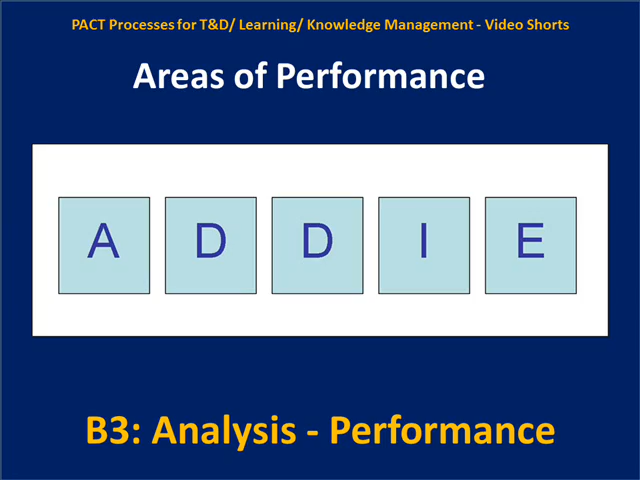 PACT Processes for T&D/ Learning/ Knowledge Management - Video Shorts
Areas of Performance
A D D I E
B3: Analysis - Performance